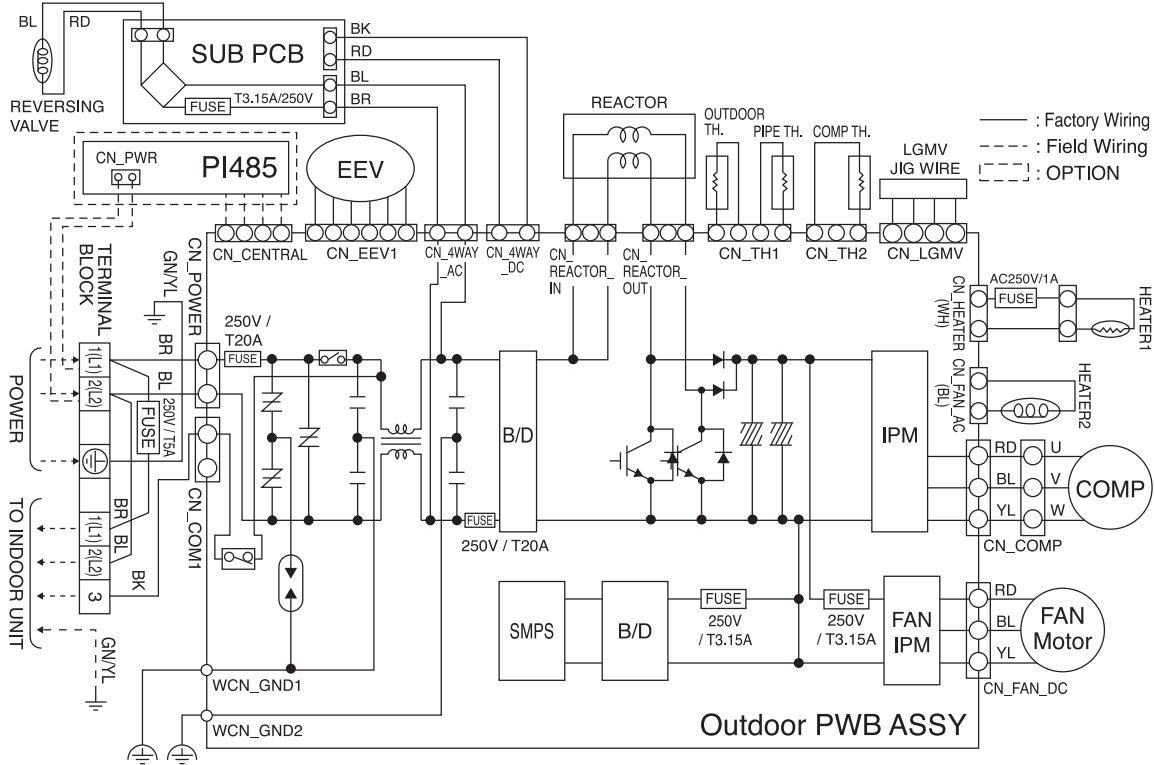 BL
RD
SUB PCB
BK
RD
BL
BR
FUSE
T3.15A/250V
REVERSING
VALVE
REACTOR
OUTDOOR
TH.
PIPE TH.
COMP TH.
LGMV
JIG WIRE
: Factory Wiring
: Field Wiring
: OPTION
CN_PWR
PI485
EEV
CN_CENTRAL
CN_EEV1
CN_4WAY
_AC
CN_4WAY
_DC
CN_
REACTOR_
IN
CN_
REACTOR_
OUT
CN_TH1
CN_TH2
CN_LGMV
TERMINAL
BLOCK
GN/YL
CN_POWER
250V /
T20A
FUSE
BR
BL
1(L1)
2(L2)
POWER
FUSE
250V / T5A
CN_COM1
BR
BL
1(L1)
2(L2)
3
BK
TO INDOOR UNIT
GN/YL
B/D
FUSE
250V / T20A
IPM
CN_HEATER
(WH)
AC250V/1A
FUSE
HEATER1
CN_FAN_AC
(BL)
HEATER2
RD
U
BL
V
YL
W
COMP
CN_COMP
SMPS
B/D
FUSE
250V
/ T3.15A
FUSE
250V
/ T3.15A
FAN
IPM
RD
BL
YL
FAN
Motor
CN_FAN_DC
WCN_GND1
WCN_GND2
Outdoor PWB ASSY